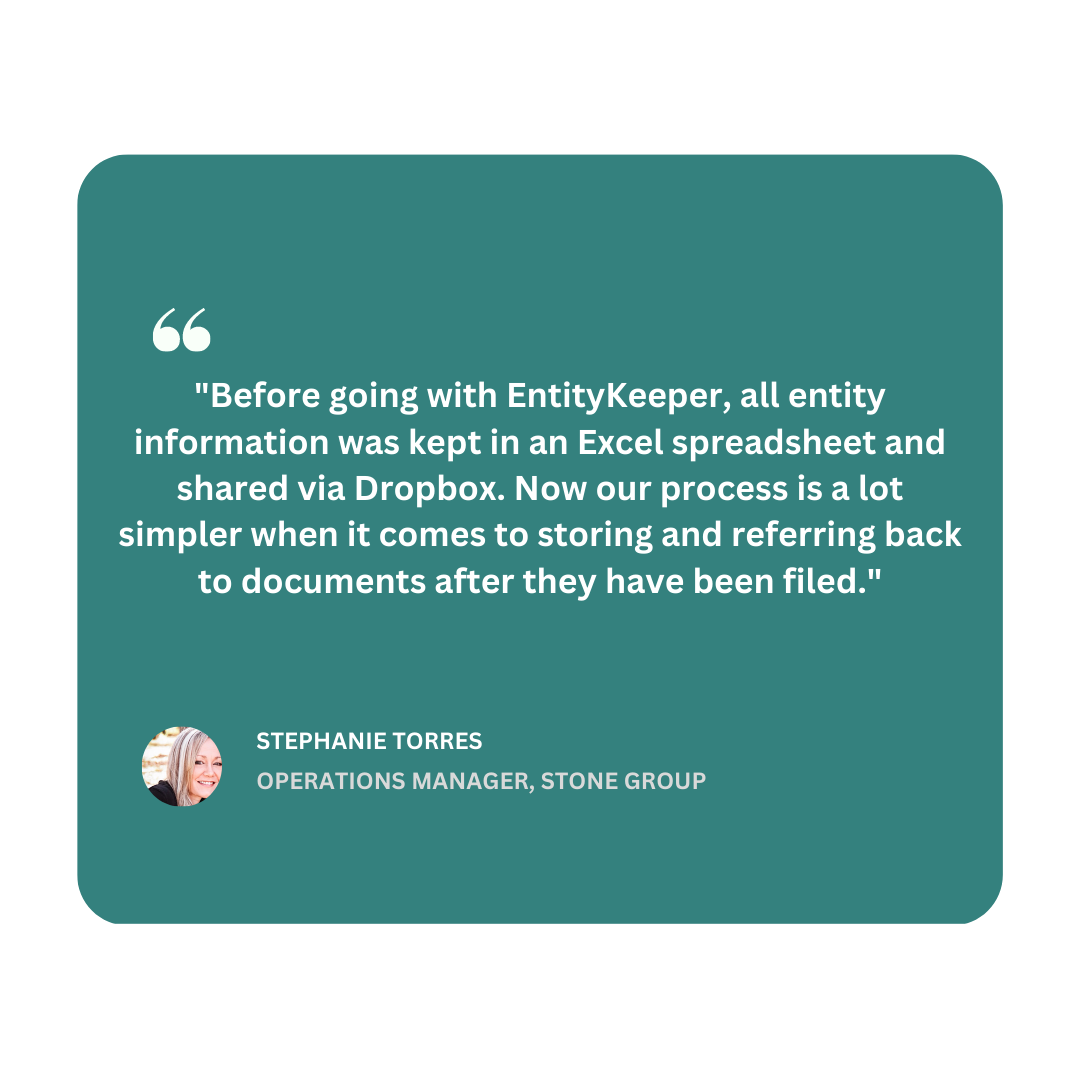 “
"Before going with EntityKeeper, all entity
information was kept in an Excel spreadsheet and
shared via Dropbox. Now our process is a lot
simpler when it comes to storing and referring back
to documents after they have been filed."
STEPHANIE TORRES
OPERATIONS MANAGER, STONE GROUP